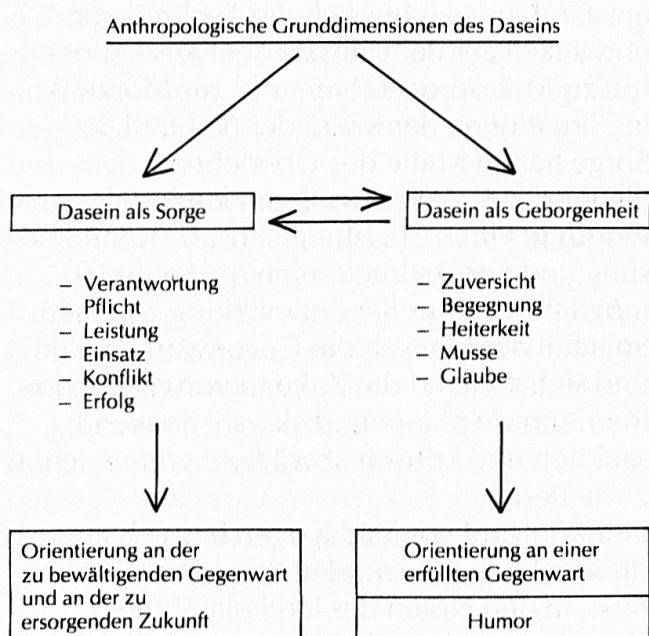 Anthropologische Grunddimensionen des Daseins
Dasein als Sorge
Dasein als Geborgenheit
– Verantwortung
– Pflicht
– Leistung
– Einsatz
– Konflikt
– Erfolg
– Zuversicht
– Begegnung
– Heiterkeit
– Musse
– Glaube
Orientierung an der
zu bewältigenden Gegenwart
und an der zu
ersorgenden Zukunft
Orientierung an einer
erfüllten Gegenwart
Humor